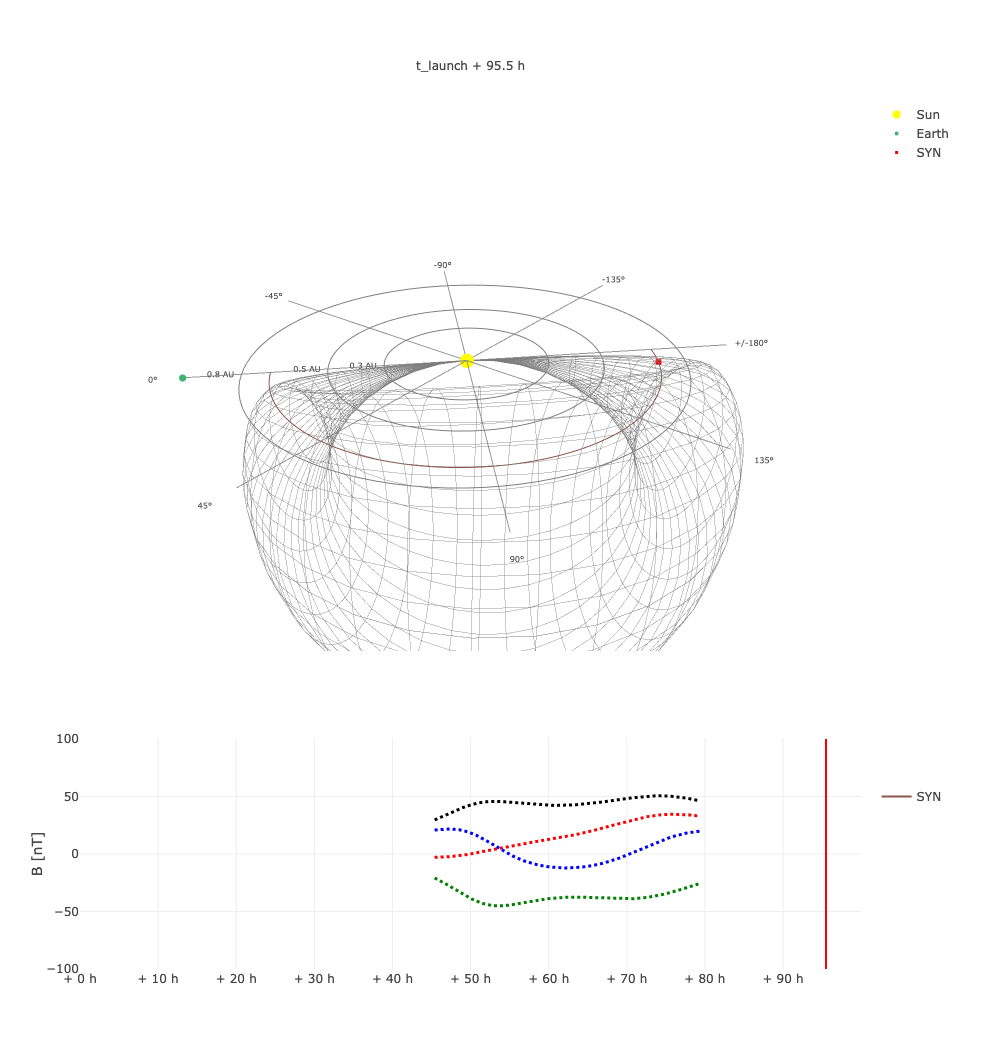 t_launch + 95.5 h
Sun
Earth
SYN
-90°
-135°
-45°
+/-180°
0°
0.8 AU
0.5 AU
0.3 AU
135°
45°
90°
100
50
0
−50
−100
B [nT]
SYN
+ 0 h
+ 10 h
+ 20 h
+ 30 h
+ 40 h
+ 50 h
+ 60 h
+ 70 h
+ 80 h
+ 90 h